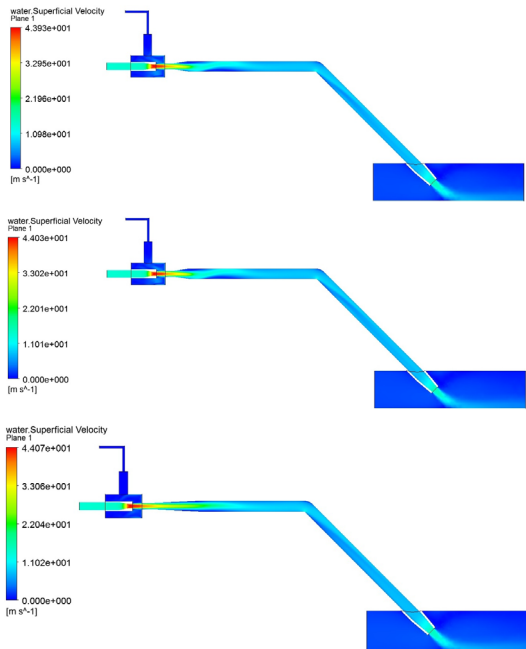 water.Superficial Velocity
Plane 1
4.393e+001
3.295e+001
2.196e+001
1.098e+001
0.000e+000
[m s^-1]
water.Superficial Velocity
Plane 1
4.403e+001
3.302e+001
2.201e+001
1.101e+001
0.000e+000
[m s^-1]
water.Superficial Velocity
Plane 1
4.407e+001
3.306e+001
2.204e+001
1.102e+001
0.000e+000
[m s^-1]